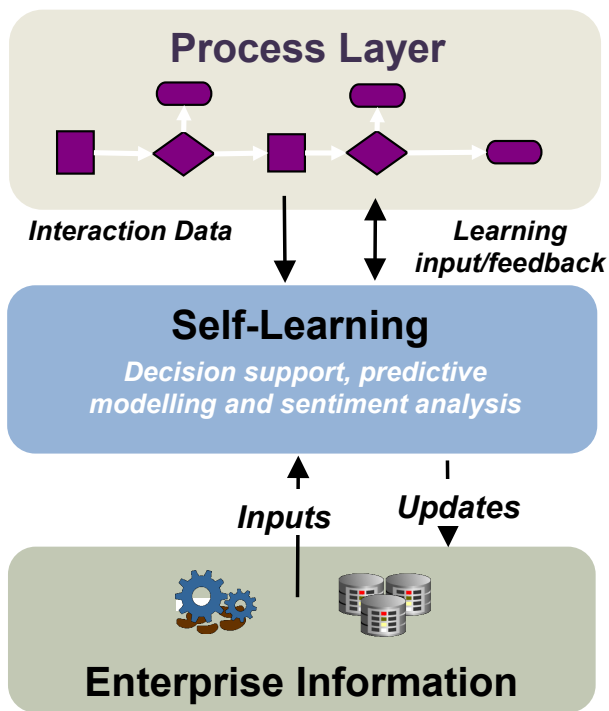 Process Layer
Interaction Data
Learning
input/feedback
Self-Learning
Decision support, predictive
modelling and sentiment analysis
Inputs
Updates
Enterprise Information